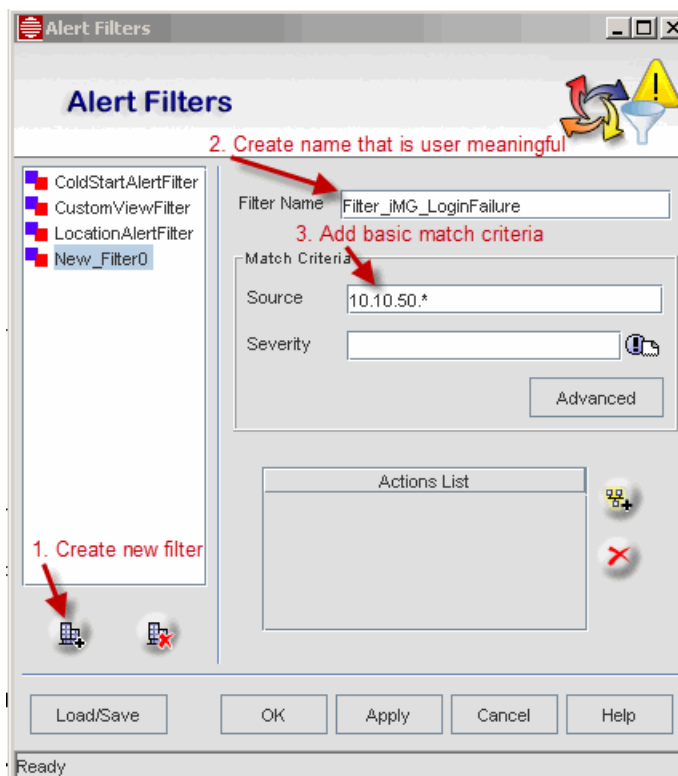 Alert Filters
Alert Filters
2. Create name that is user meaningful
ColdStartAlertFilter
CustomViewFilter
LocationAlertFilter
New_Filter0
Filter Name Filter_iMG_LoginFailure
3. Add basic match criteria
Match Criteria
Source 10.10.50.*
Severity
Advanced
Actions List
1. Create new filter
Load/Save OK Apply Cancel Help
Ready